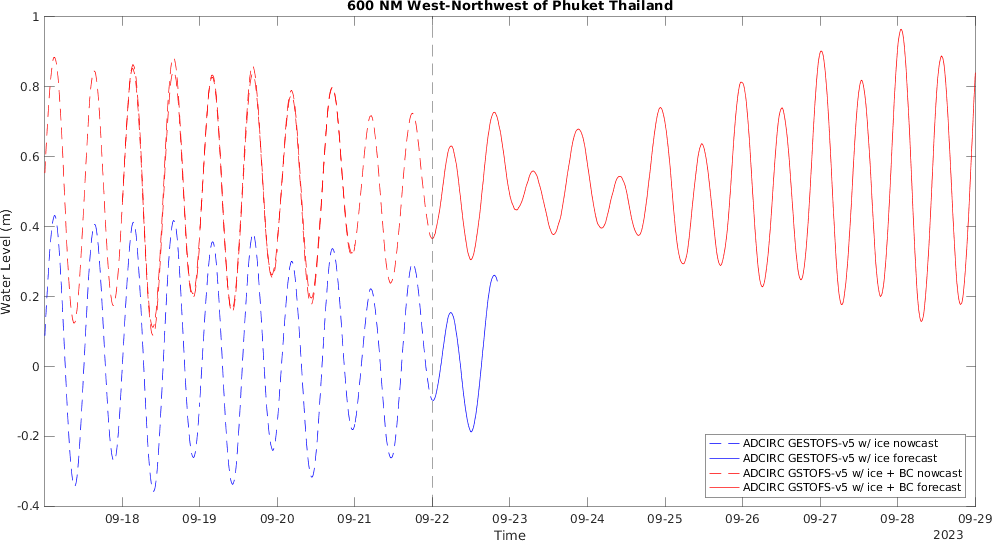 600 NM West-Northwest of Phuket Thailand
1
0.8
0.6
0.4
0.2
0
-0.2
-0.4
Water Level (m)
ADCIRC GESTOFS-v5 w/ ice nowcast
ADCIRC GESTOFS-v5 w/ ice forecast
ADCIRC GSTOFS-v5 w/ ice + BC nowcast
ADCIRC GSTOFS-v5 w/ ice + BC forecast
09-18 09-19 09-20 09-21 09-22 09-23 09-24 09-25 09-26 09-27 09-28 09-29
Time
2023